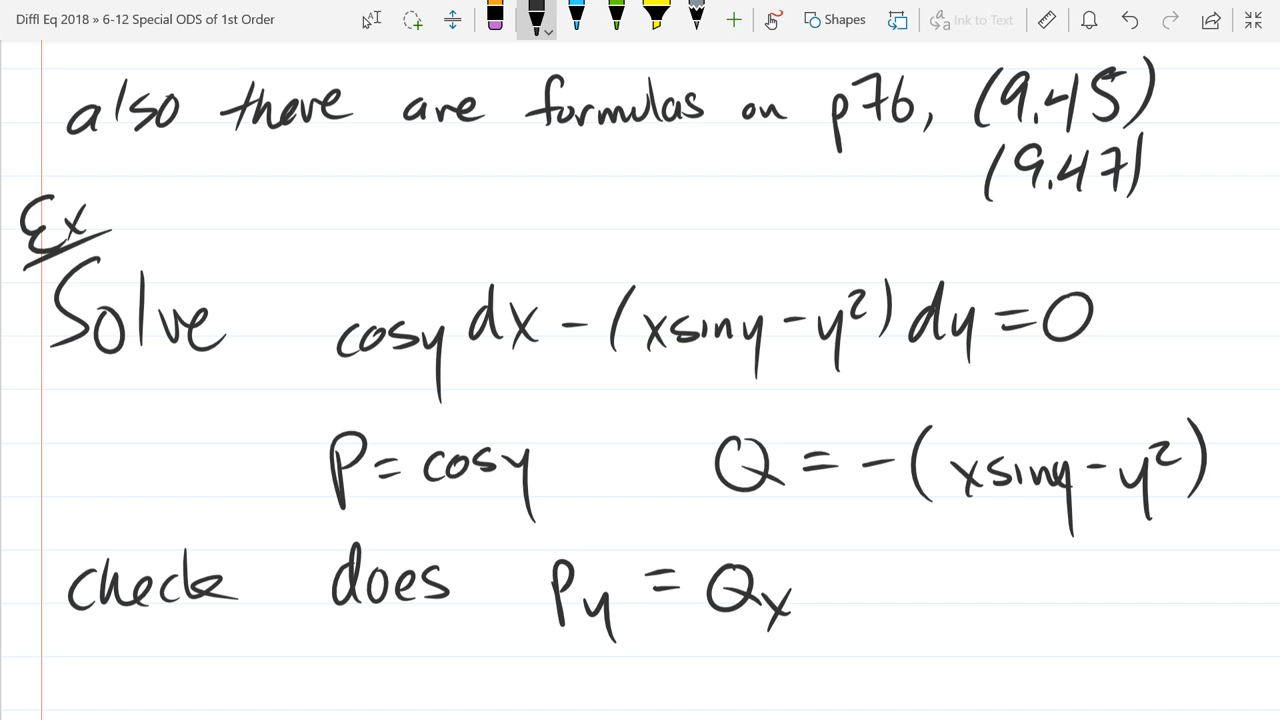 Diffl Eq 2018 » 6-12 Special ODS of 1st Order Shapes Ink to Text
also there are formulas on p76, (9.45)
(9.47)
Ex
Solve cosy dx - (xsiny - y²) dy = 0
P = cosy Q = -(xsiny - y²)
check does Py = Qx